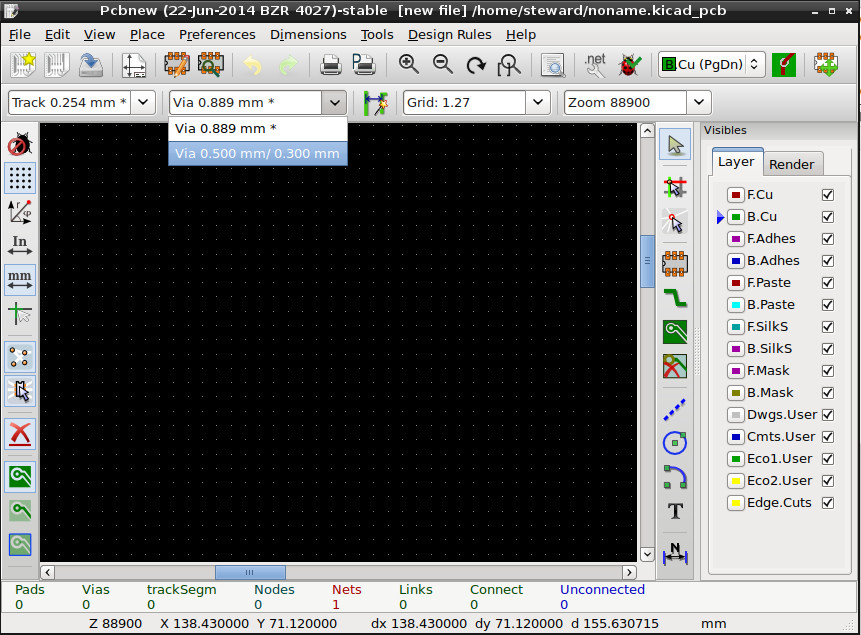 Pcbnew (22-Jun-2014 BZR 4027)-stable [new file] /home/steward/noname.kicad_pcb
File Edit View Place Preferences Dimensions Tools Design Rules Help
.net B.Cu (PgDn)
Track 0.254 mm * Via 0.889 mm * Grid: 1.27 Zoom 88900
Via 0.889 mm *
Via 0.500 mm/ 0.300 mm
Visibles
Layer Render
In
mm
F.Cu
B.Cu
F.Adhes
B.Adhes
F.Paste
B.Paste
F.SilkS
B.SilkS
F.Mask
B.Mask
Dwgs.User
Cmts.User
Eco1.User
Eco2.User
Edge.Cuts
T
N
Pads Vias trackSegm Nodes Nets Links Connect Unconnected
0 0 0 0 1 0 0 0
Z 88900 X 138.430000 Y 71.120000 dx 138.430000 dy 71.120000 d 155.630715 mm